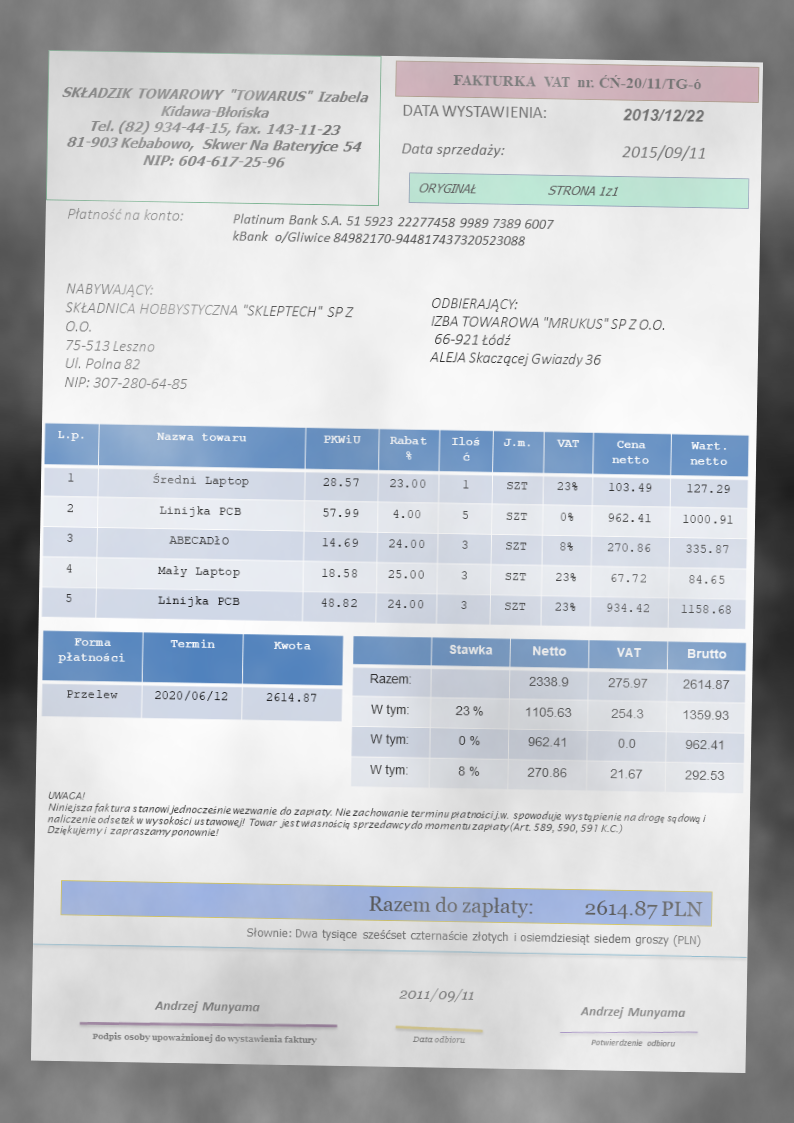 SKŁADZIK TOWAROWY "TOWARUS" Izabela
Kidawa-Błońska
Tel. (82) 934-44-15, fax. 143-11-23
81-903 Kebabowo, Skwer Na Bateryjce 54
NIP: 604-617-25-96
FAKTURKA VAT nr. ĆŃ-20/11/TG-6
DATA WYSTAWIENIA: 2013/12/22
Data sprzedaży: 2015/09/11
ORYGINAŁ STRONA 1z1
Płatność na konto: Platinum Bank S.A. 51 5923 22277458 9989 7389 6007
kBank o/Gliwice 84982170-944817437320523088
NABYWAJĄCY:
SKŁADNICA HOBBYSTYCZNA "SKLEPTECH" SP Z
O.O.
75-513 Leszno
Ul. Polna 82
NIP: 307-280-64-85
ODBIERAJĄCY:
IZBA TOWAROWA "MRUKUS" SP Z O.O.
66-921 Łódź
ALEJA Skaczącej Gwiazdy 36
L.p. Nazwa towaru PKWiU Rabat % Iloś ć J.m. VAT Cena netto Wart. netto
1 Średni Laptop 28.57 23.00 1 SZT 23% 103.49 127.29
2 Linijka PCB 57.99 4.00 5 SZT 0% 962.41 1000.91
3 ABECADŁO 14.69 24.00 3 SZT 8% 270.86 335.87
4 Mały Laptop 18.58 25.00 3 SZT 23% 67.72 84.65
5 Linijka PCB 48.82 24.00 3 SZT 23% 934.42 1158.68
Forma płatności Termin Kwota
Przelew 2020/06/12 2614.87
Stawka Netto VAT Brutto
Razem: 2338.9 275.97 2614.87
W tym: 23 % 1105.63 254.3 1359.93
W tym: 0 % 962.41 0.0 962.41
W tym: 8 % 270.86 21.67 292.53
UWAGA!
Niniejsza faktura stanowi jednocześnie wezwanie do zapłaty. Nie zachowanie terminu płatności j.w. spowoduje wystąpienie na drogę sądową i
naliczenie odsetek w wysokości ustawowej! Towar jest własnością sprzedawcy do momentu zapłaty (Art. 589, 590, 591 K.C.)
Dziękujemy i zapraszamy ponownie!
Razem do zapłaty: 2614.87 PLN
Słownie: Dwa tysiące sześćset czternaście złotych i osiemdziesiąt siedem groszy (PLN)
Andrzej Munyama
Podpis osoby upoważnionej do wystawienia faktury
2011/09/11
Data odbioru
Andrzej Munyama
Potwierdzenie odbioru